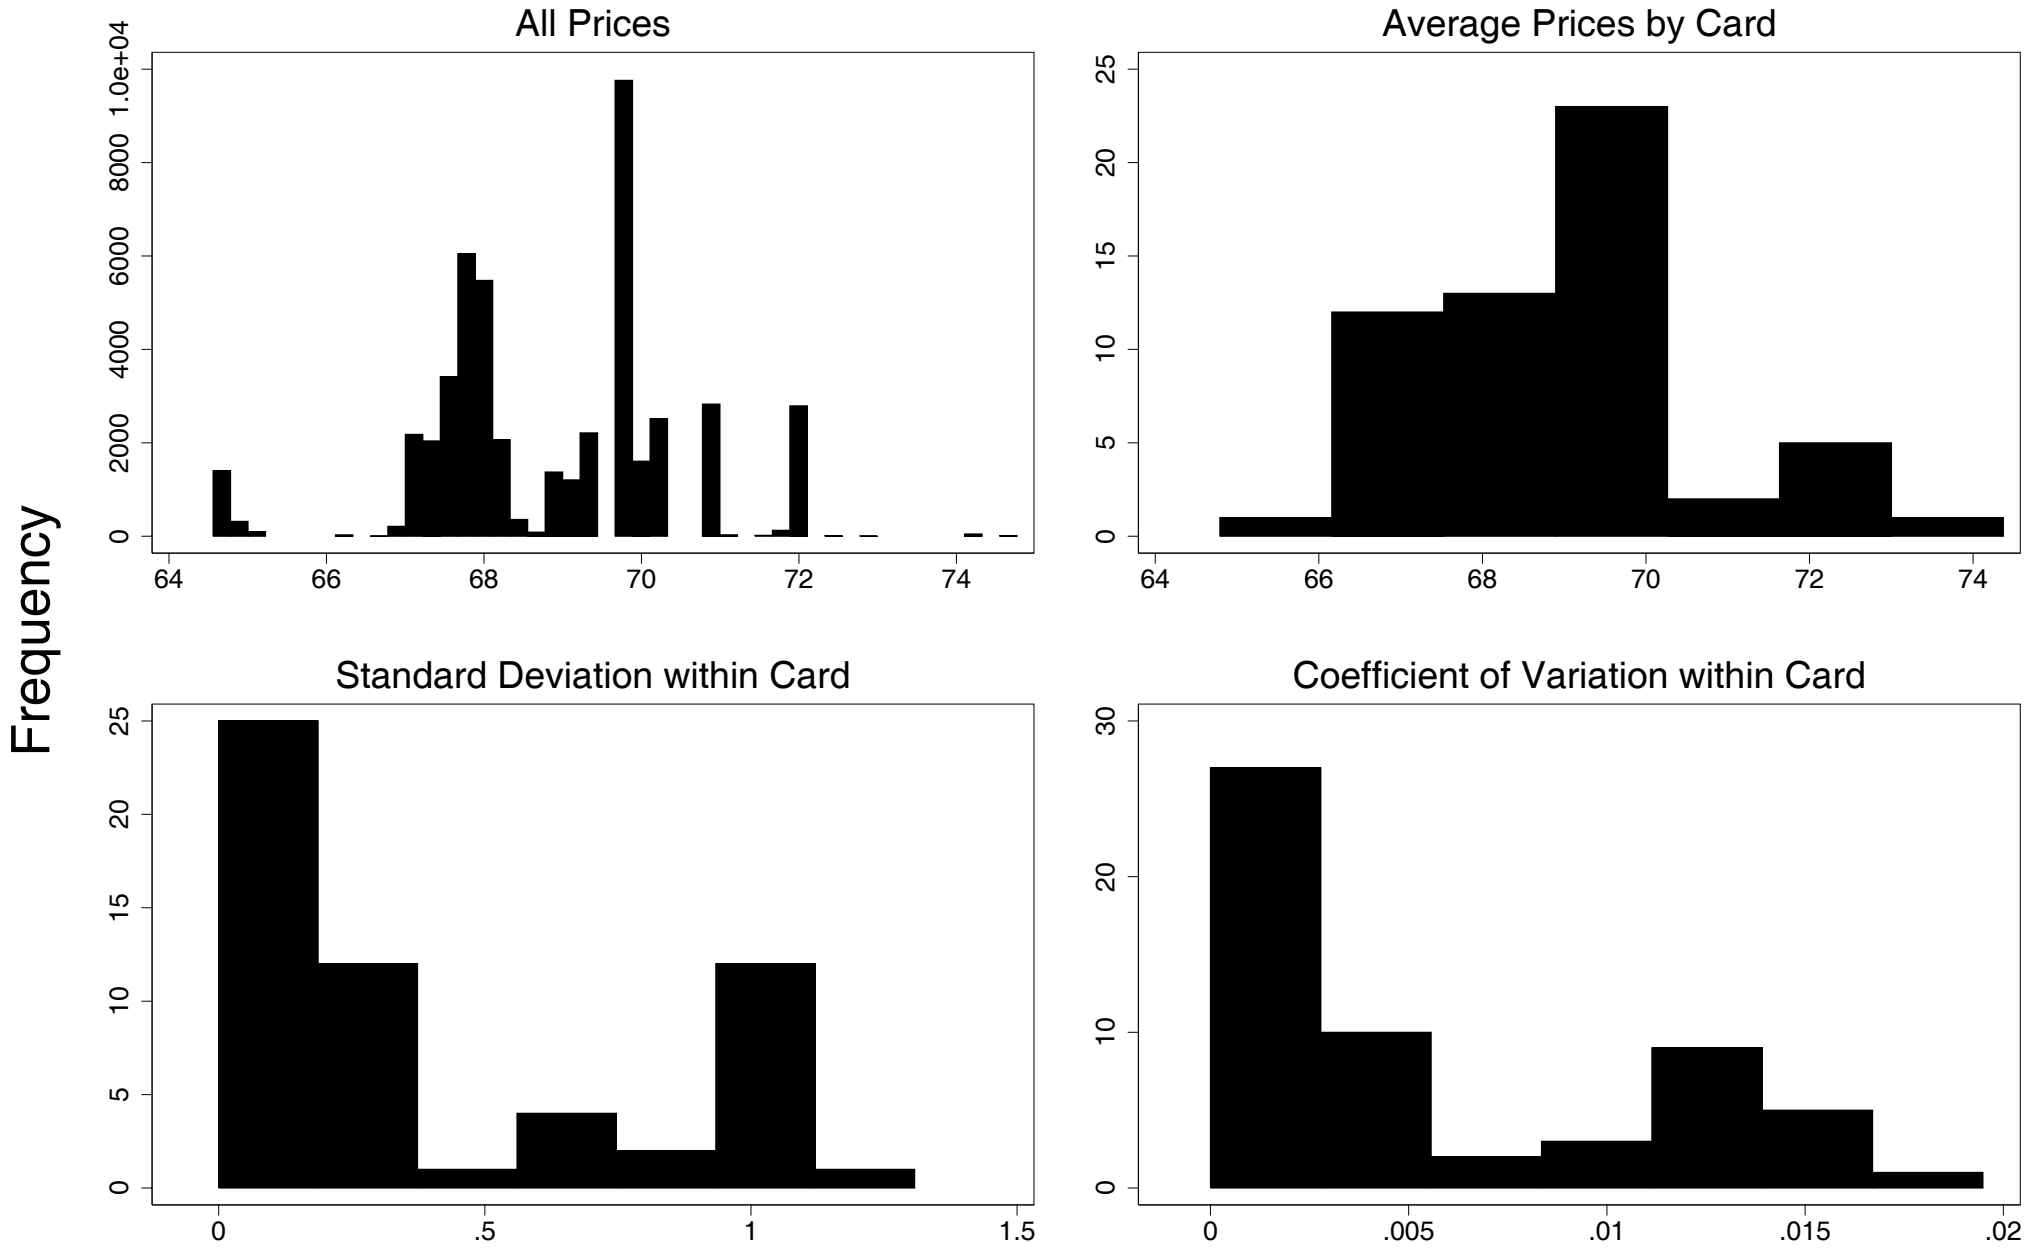 Frequency
All Prices
1.0e+04
8000
6000
4000
2000
0
64 66 68 70 72 74
Average Prices by Card
25
20
15
10
5
0
64 66 68 70 72 74
Standard Deviation within Card
25
20
15
10
5
0
0 .5 1 1.5
Coefficient of Variation within Card
30
20
10
0
0 .005 .01 .015 .02